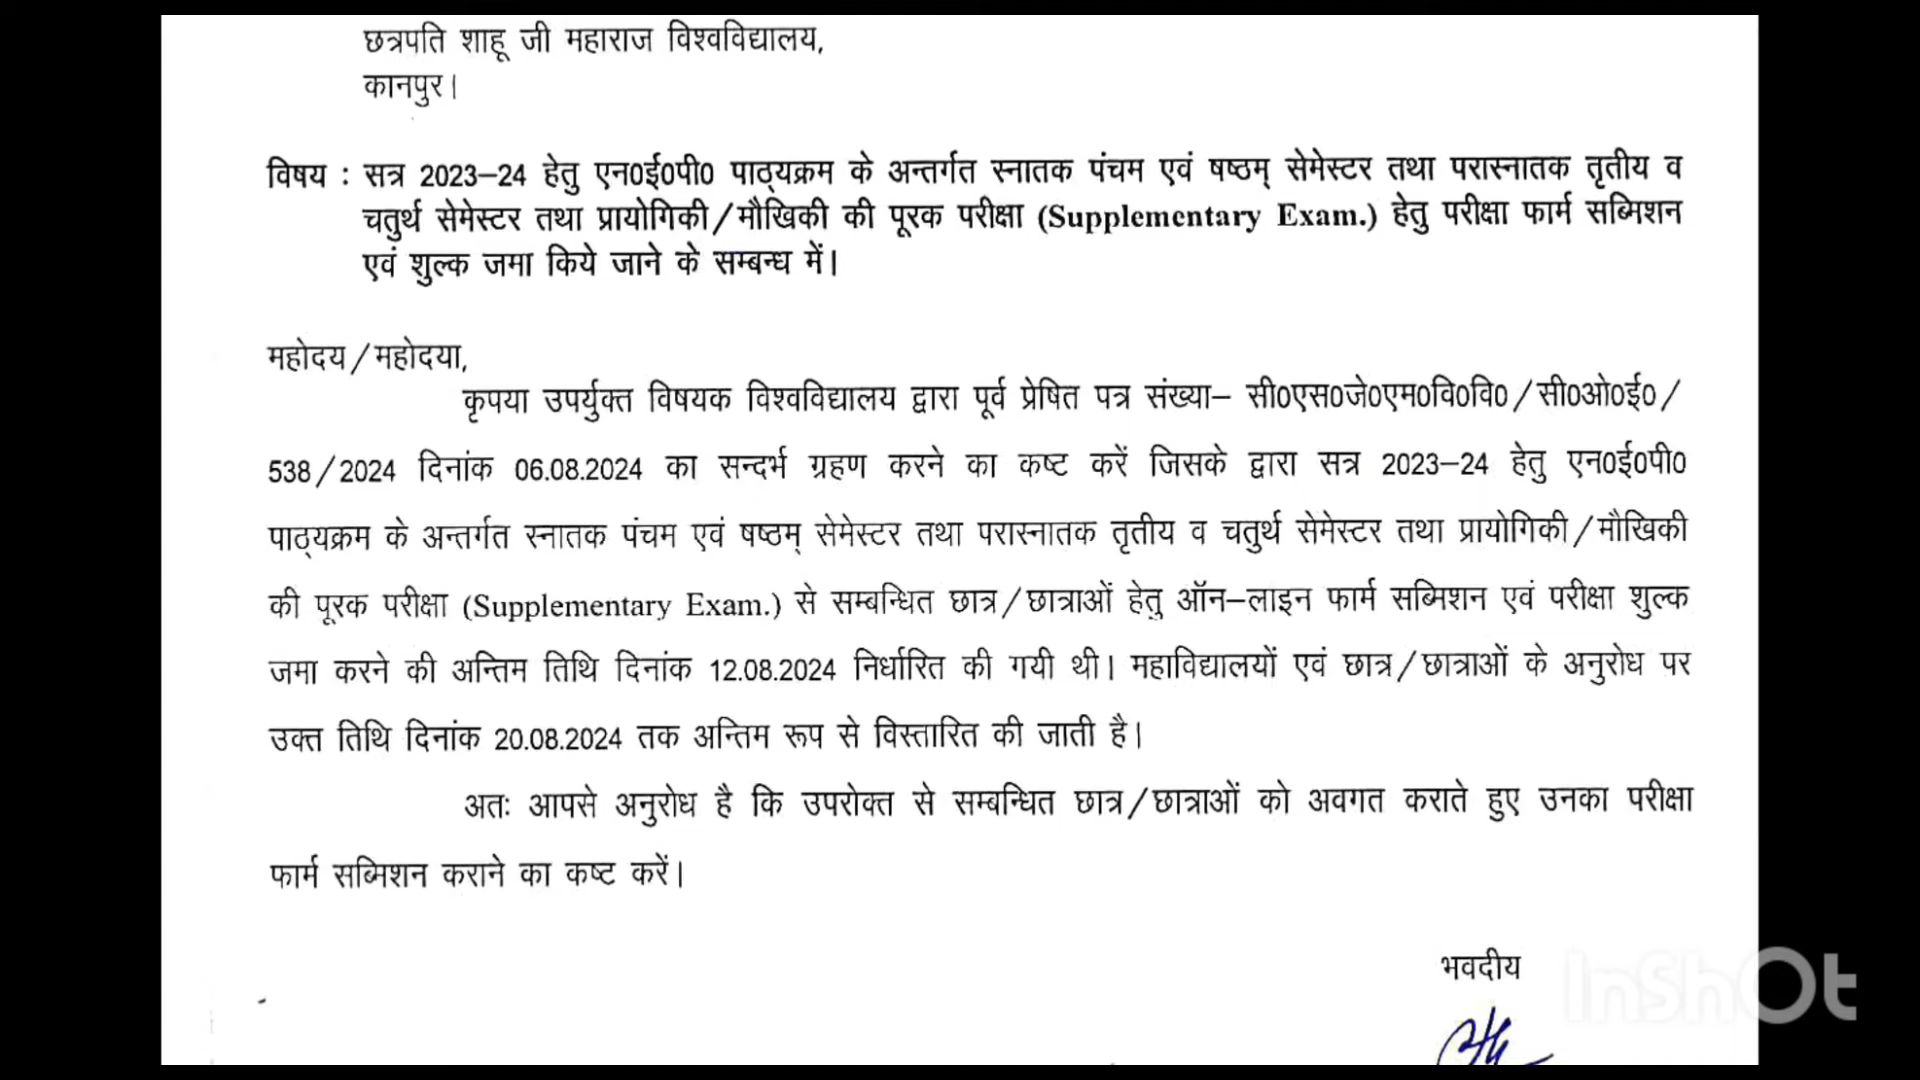 छत्रपति शाहू जी महाराज विश्वविद्यालय,
कानपुर।
विषय : सत्र 2023–24 हेतु एन0ई0पी0 पाठ्यक्रम के अन्तर्गत स्नातक पंचम एवं षष्ठम् सेमेस्टर तथा परास्नातक तृतीय व
चतुर्थ सेमेस्टर तथा प्रायोगिकी/मौखिकी की पूरक परीक्षा (Supplementary Exam.) हेतु परीक्षा फार्म सब्मिशन
एवं शुल्क जमा किये जाने के सम्बन्ध में।
महोदय/महोदया,
कृपया उपर्युक्त विषयक विश्वविद्यालय द्वारा पूर्व प्रेषित पत्र संख्या– सी0एस0जे0एम0वि0वि0/सी0ओ0ई0/
538/2024 दिनांक 06.08.2024 का सन्दर्भ ग्रहण करने का कष्ट करें जिसके द्वारा सत्र 2023–24 हेतु एन0ई0पी0
पाठ्यक्रम के अन्तर्गत स्नातक पंचम एवं षष्ठम् सेमेस्टर तथा परास्नातक तृतीय व चतुर्थ सेमेस्टर तथा प्रायोगिकी/मौखिकी
की पूरक परीक्षा (Supplementary Exam.) से सम्बन्धित छात्र/छात्राओं हेतु ऑन–लाइन फार्म सब्मिशन एवं परीक्षा शुल्क
जमा करने की अन्तिम तिथि दिनांक 12.08.2024 निर्धारित की गयी थी। महाविद्यालयों एवं छात्र/छात्राओं के अनुरोध पर
उक्त तिथि दिनांक 20.08.2024 तक अन्तिम रूप से विस्तारित की जाती है।
अतः आपसे अनुरोध है कि उपरोक्त से सम्बन्धित छात्र/छात्राओं को अवगत कराते हुए उनका परीक्षा
फार्म सब्मिशन कराने का कष्ट करें।
भवदीय
InShOt